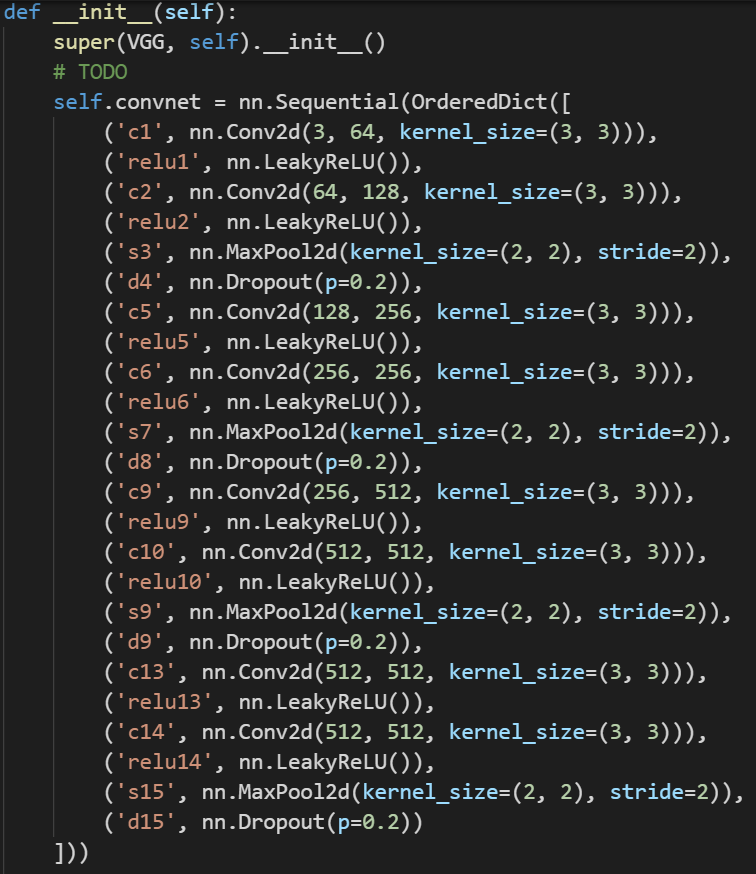 def __init__(self):
    super(VGG, self).__init__()
    # TODO
    self.convnet = nn.Sequential(OrderedDict([
        ('c1', nn.Conv2d(3, 64, kernel_size=(3, 3))),
        ('relu1', nn.LeakyReLU()),
        ('c2', nn.Conv2d(64, 128, kernel_size=(3, 3))),
        ('relu2', nn.LeakyReLU()),
        ('s3', nn.MaxPool2d(kernel_size=(2, 2), stride=2)),
        ('d4', nn.Dropout(p=0.2)),
        ('c5', nn.Conv2d(128, 256, kernel_size=(3, 3))),
        ('relu5', nn.LeakyReLU()),
        ('c6', nn.Conv2d(256, 256, kernel_size=(3, 3))),
        ('relu6', nn.LeakyReLU()),
        ('s7', nn.MaxPool2d(kernel_size=(2, 2), stride=2)),
        ('d8', nn.Dropout(p=0.2)),
        ('c9', nn.Conv2d(256, 512, kernel_size=(3, 3))),
        ('relu9', nn.LeakyReLU()),
        ('c10', nn.Conv2d(512, 512, kernel_size=(3, 3))),
        ('relu10', nn.LeakyReLU()),
        ('s9', nn.MaxPool2d(kernel_size=(2, 2), stride=2)),
        ('d9', nn.Dropout(p=0.2)),
        ('c13', nn.Conv2d(512, 512, kernel_size=(3, 3))),
        ('relu13', nn.LeakyReLU()),
        ('c14', nn.Conv2d(512, 512, kernel_size=(3, 3))),
        ('relu14', nn.LeakyReLU()),
        ('s15', nn.MaxPool2d(kernel_size=(2, 2), stride=2)),
        ('d15', nn.Dropout(p=0.2))
    ]))